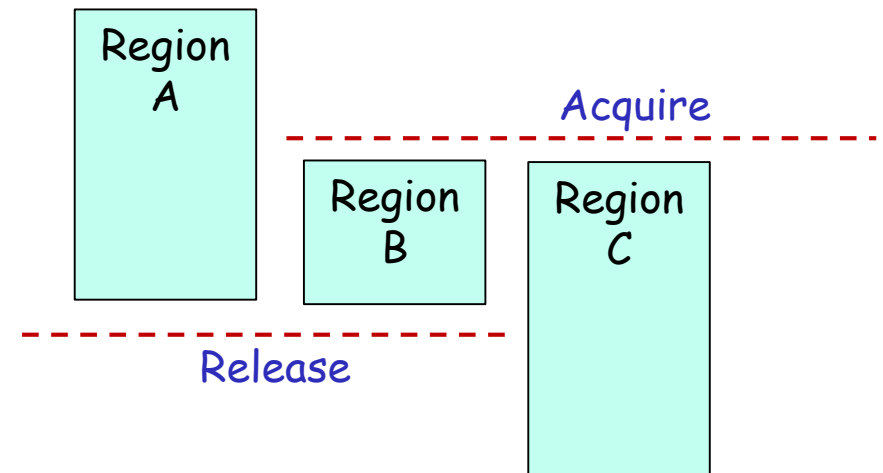 Region
A
Acquire
Region
B
Region
C
Release